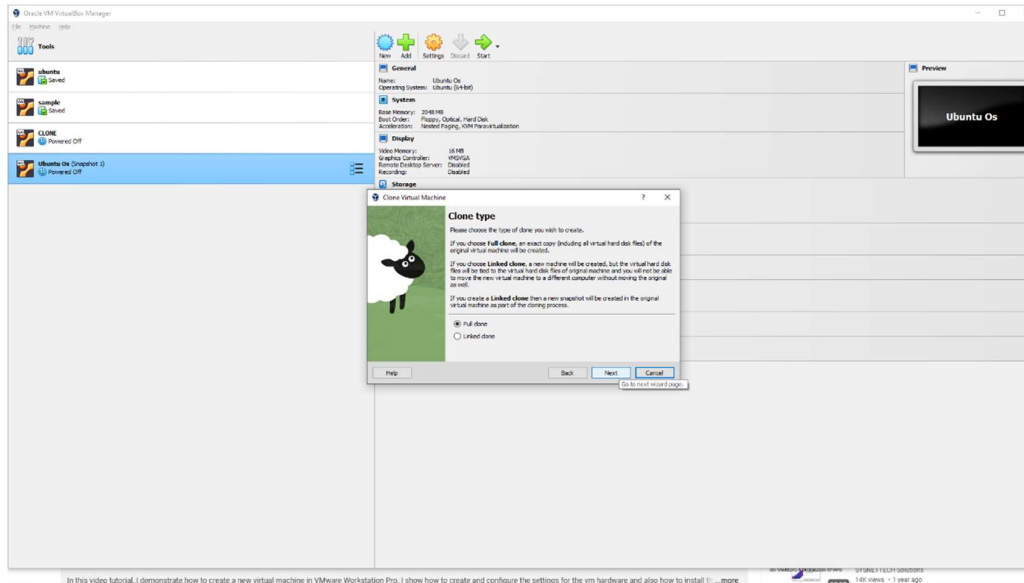 Oracle VM VirtualBox Manager
File Machine Help
Tools
ubuntu
Saved
sample
Saved
CLONE
Powered Off
Ubuntu Os (Snapshot 1)
Powered Off
New Add Settings Discard Start
General
Name: Ubuntu Os
Operating System: Ubuntu (64-bit)
System
Base Memory: 2048 MB
Boot Order: Floppy, Optical, Hard Disk
Acceleration: Nested Paging, KVM Paravirtualization
Display
Video Memory: 16 MB
Graphics Controller: VMSVGA
Remote Desktop Server: Disabled
Recording: Disabled
Storage
Preview
Ubuntu Os
Clone Virtual Machine
? ×
Clone type
Please choose the type of clone you wish to create.
If you choose Full clone, an exact copy (including all virtual hard disk files) of the
original virtual machine will be created.
If you choose Linked clone, a new machine will be created, but the virtual hard disk
files will be tied to the virtual hard disk files of original machine and you will not be able
to move the new virtual machine to a different computer without moving the original
as well.
If you create a Linked clone then a new snapshot will be created in the original
virtual machine as part of the cloning process.
Full clone
Linked clone
Help Back Next Cancel
Go to next wizard page.
In this video tutorial, I demonstrate how to create a new virtual machine in VMware Workstation Pro. I show how to create and configure the settings for the vm hardware and also how to install ...more
14K views • 1 year ago